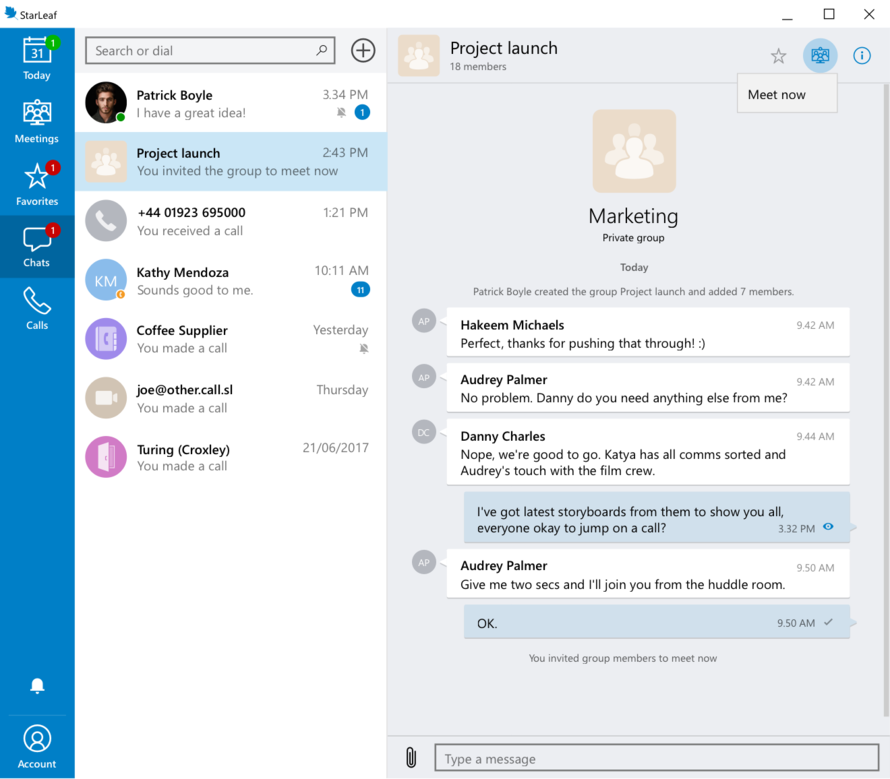 StarLeaf
1
31
Today
Meetings
1
Favorites
1
Chats
Calls
Account
Search or dial
Patrick Boyle 3.34 PM
I have a great idea! 1
Project launch 2:43 PM
You invited the group to meet now
+44 01923 695000 1:21 PM
You received a call
KM
Kathy Mendoza 10:11 AM
Sounds good to me. 11
Coffee Supplier Yesterday
You made a call
joe@other.call.sl Thursday
You made a call
Turing (Croxley) 21/06/2017
You made a call
Project launch
18 members
Meet now
Marketing
Private group
Today
Patrick Boyle created the group Project launch and added 7 members.
AP
Hakeem Michaels 9.42 AM
Perfect, thanks for pushing that through! :)
AP
Audrey Palmer 9.42 AM
No problem. Danny do you need anything else from me?
DC
Danny Charles 9.44 AM
Nope, we're good to go. Katya has all comms sorted and
Audrey's touch with the film crew.
I've got latest storyboards from them to show you all,
everyone okay to jump on a call? 3.32 PM
AP
Audrey Palmer 9.50 AM
Give me two secs and I'll join you from the huddle room.
OK. 9.50 AM
You invited group members to meet now
Type a message